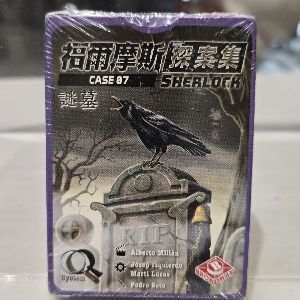 福爾摩斯 探案集
CASE 07 SHERLOCK
謎墓
RIP
Alberto Millán
Josep Izquierdo
Martí Lucas
Pedro Soto
Q System